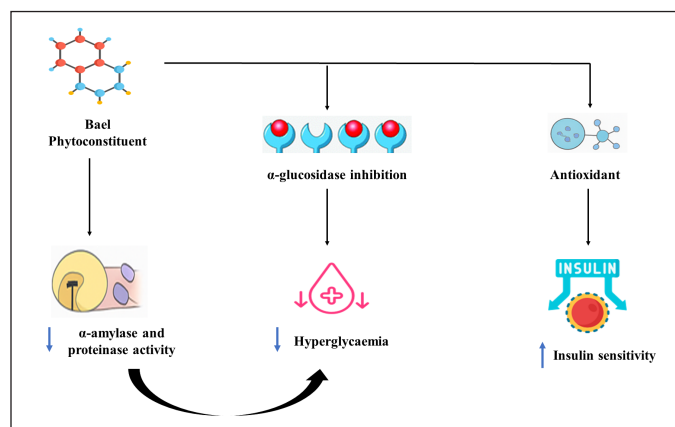 Bael
Phytoconstituent
α-glucosidase inhibition
Antioxidant
INSULIN
α-amylase and
proteinase activity
Hyperglycaemia
Insulin sensitivity